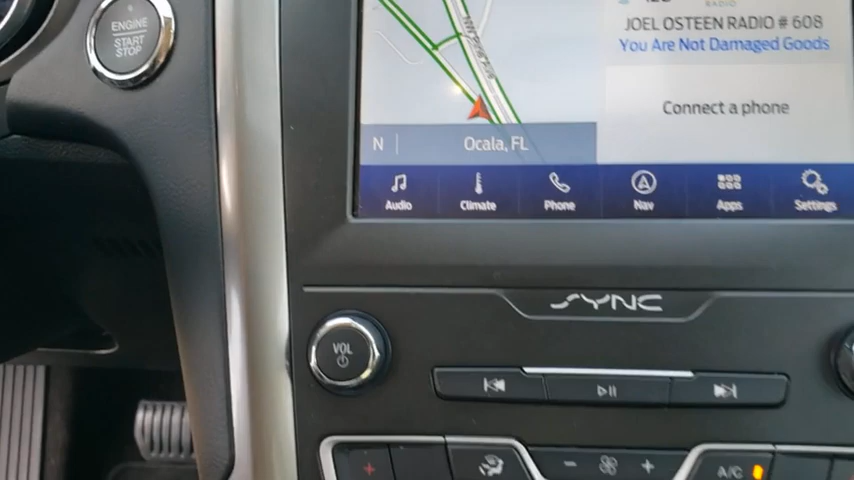 ENGINE
START
STOP
RADIO
JOEL OSTEEN RADIO # 608
You Are Not Damaged Goods
Connect a phone
N
Ocala, FL
Audio
Climate
Phone
Nav
Apps
Settings
SYNC
VOL
A/C